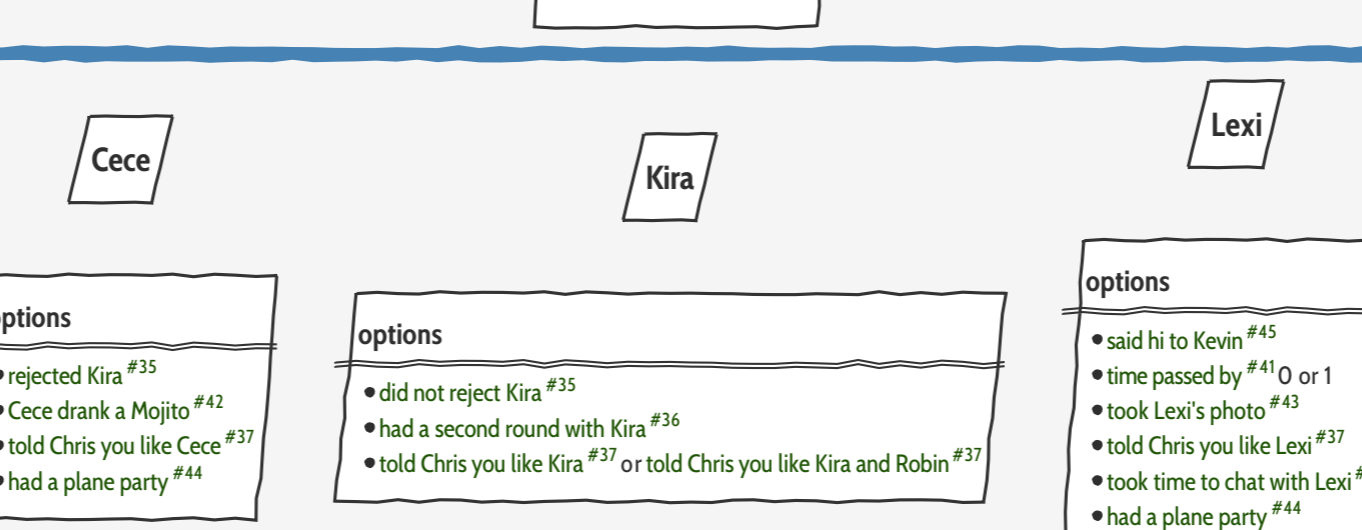 Cece
Kira
Lexi
options
rejected Kira #35
Cece drank a Mojito #42
told Chris you like Cece #37
had a plane party #44
options
did not reject Kira #35
had a second round with Kira #36
told Chris you like Kira #37 or told Chris you like Kira and Robin #37
options
said hi to Kevin #45
time passed by #41 0 or 1
took Lexi's photo #43
told Chris you like Lexi #37
took time to chat with Lexi #
had a plane party #44